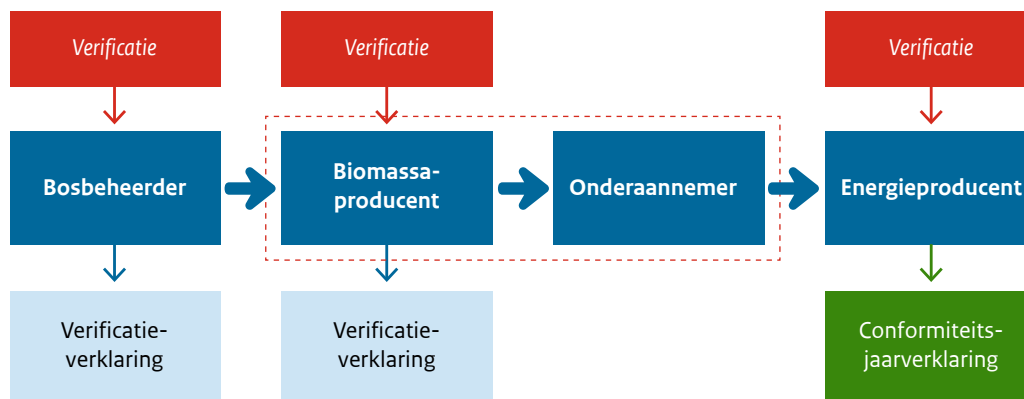 Verificatie
Verificatie
Verificatie
Bosbeheerder
Biomassa-
producent
Onderaannemer
Energieproducent
Verificatie-
verklaring
Verificatie-
verklaring
Conformiteits-
jaarverklaring